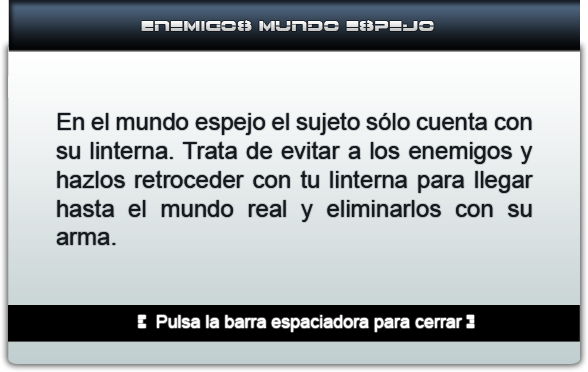 ENEMIGOS MUNDO ESPEJO
En el mundo espejo el sujeto sólo cuenta con
su linterna. Trata de evitar a los enemigos y
hazlos retroceder con tu linterna para llegar
hasta el mundo real y eliminarlos con su
arma.
[ Pulsa la barra espaciadora para cerrar ]